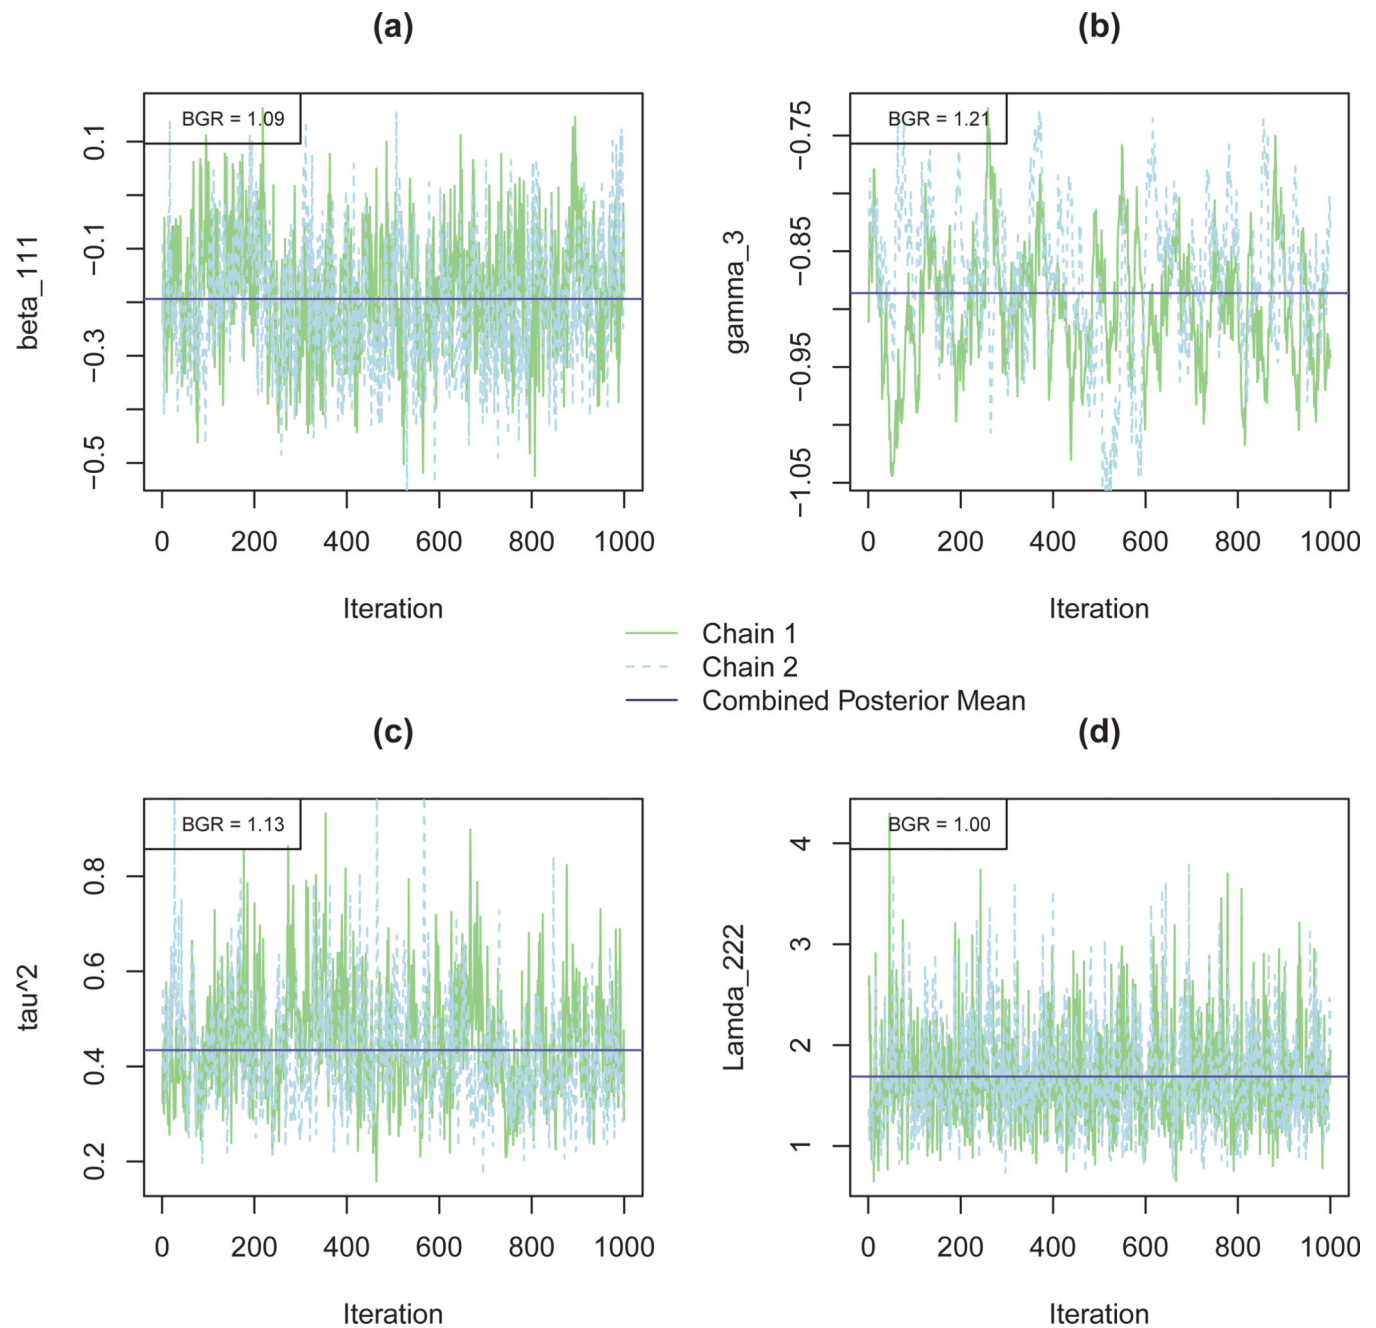 (a)
BGR = 1.09
beta_111
0.1
−0.1
−0.3
−0.5
0 200 400 600 800 1000
Iteration
(b)
BGR = 1.21
gamma_3
−0.75
−0.85
−0.95
−1.05
0 200 400 600 800 1000
Iteration
Chain 1
Chain 2
Combined Posterior Mean
(c)
BGR = 1.13
tau^2
0.8
0.6
0.4
0.2
0 200 400 600 800 1000
Iteration
(d)
BGR = 1.00
Lamda_222
4
3
2
1
0 200 400 600 800 1000
Iteration